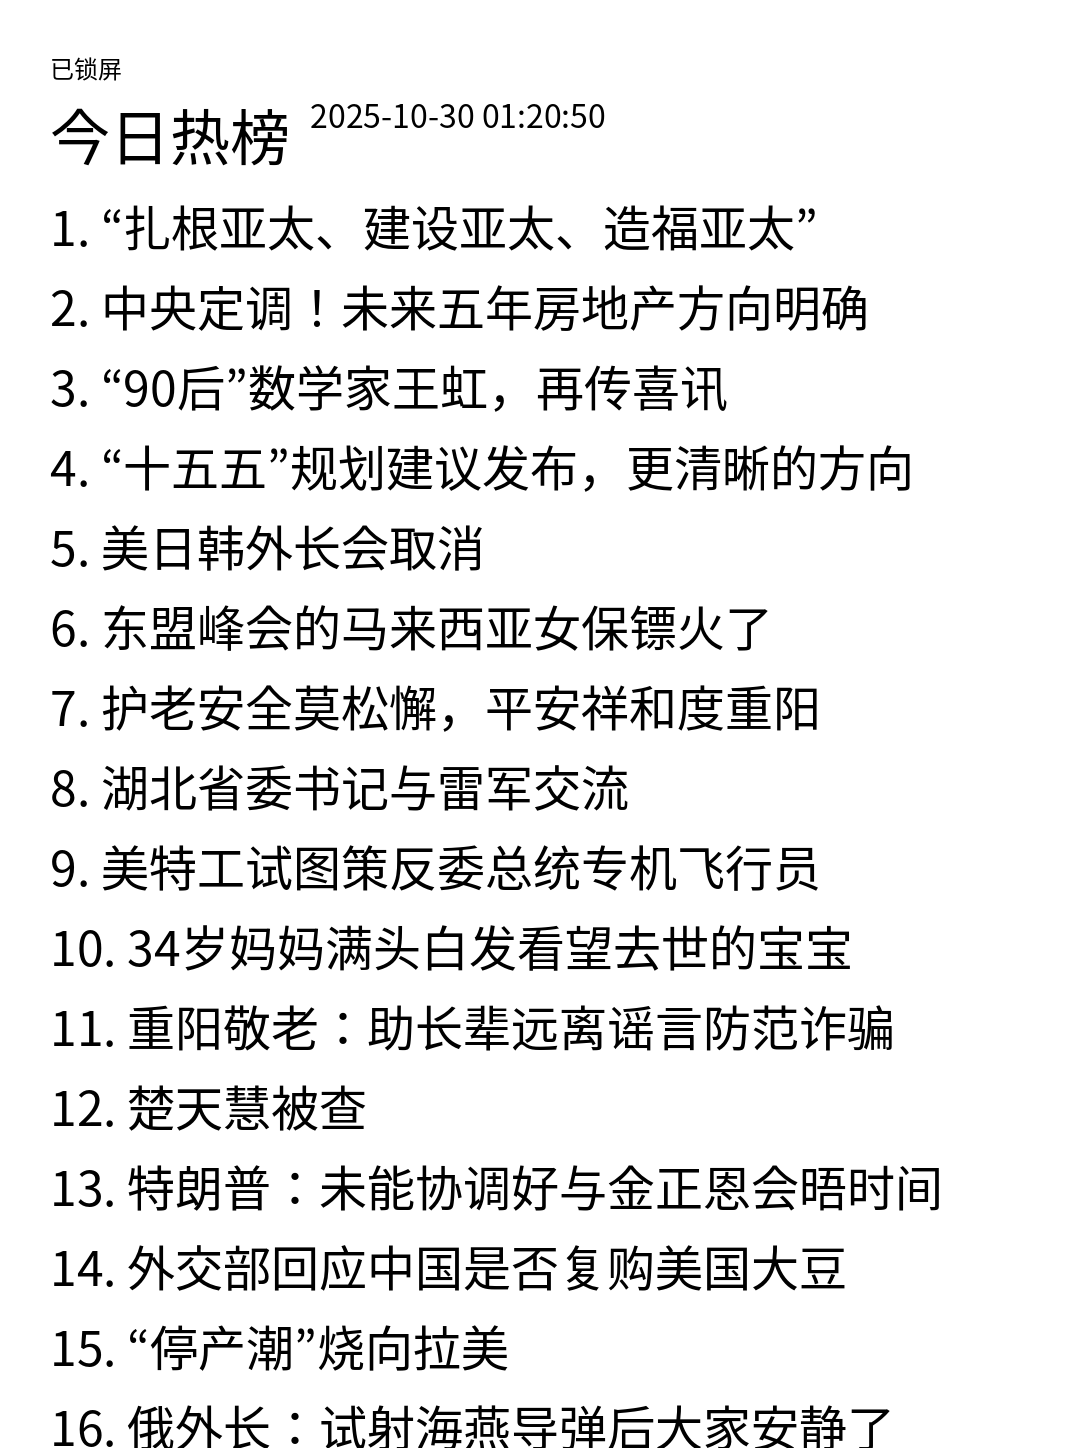 已锁屏
今日热榜 2025-10-30 01:20:50
1. “扎根亚太、建设亚太、造福亚太”
2. 中央定调！未来五年房地产方向明确
3. “90后”数学家王虹，再传喜讯
4. “十五五”规划建议发布，更清晰的方向
5. 美日韩外长会取消
6. 东盟峰会的马来西亚女保镖火了
7. 护老安全莫松懈，平安祥和度重阳
8. 湖北省委书记与雷军交流
9. 美特工试图策反委总统专机飞行员
10. 34岁妈妈满头白发看望去世的宝宝
11. 重阳敬老：助长辈远离谣言防范诈骗
12. 楚天慧被查
13. 特朗普：未能协调好与金正恩会晤时间
14. 外交部回应中国是否复购美国大豆
15. “停产潮”烧向拉美
16. 俄外长：试射海燕导弹后大家安静了